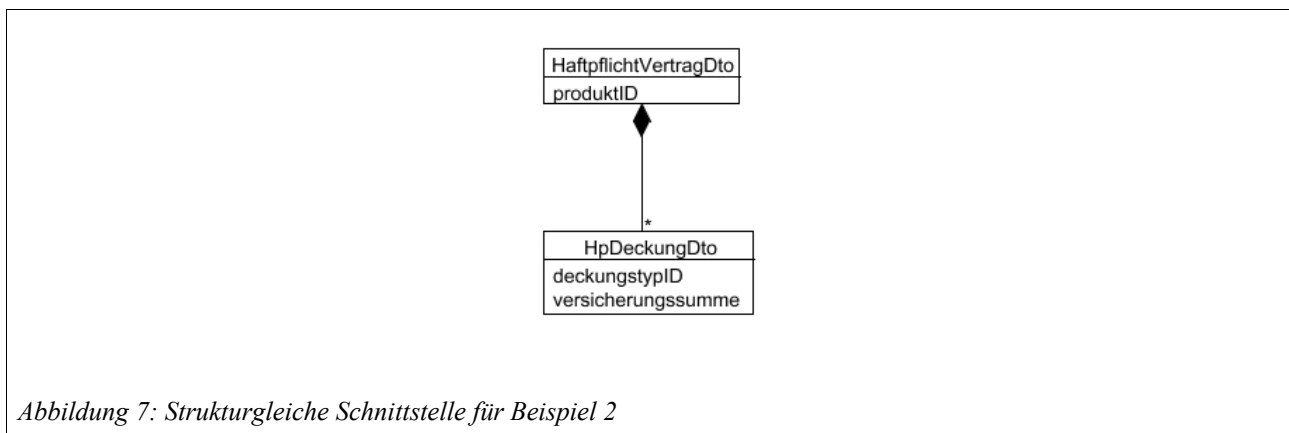 HaftpflichtVertragDto
produktID
*
HpDeckungDto
deckungstypID
versicherungssumme
Abbildung 7: Strukturgleiche Schnittstelle für Beispiel 2